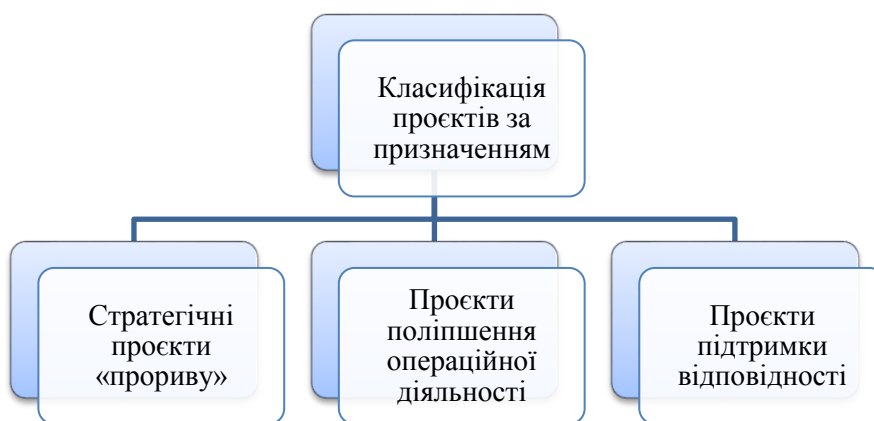 Класифікація
проєктів за
призначенням
Стратегічні
проєкти
«прориву»
Проєкти
поліпшення
операційної
діяльності
Проєкти
підтримки
відповідності